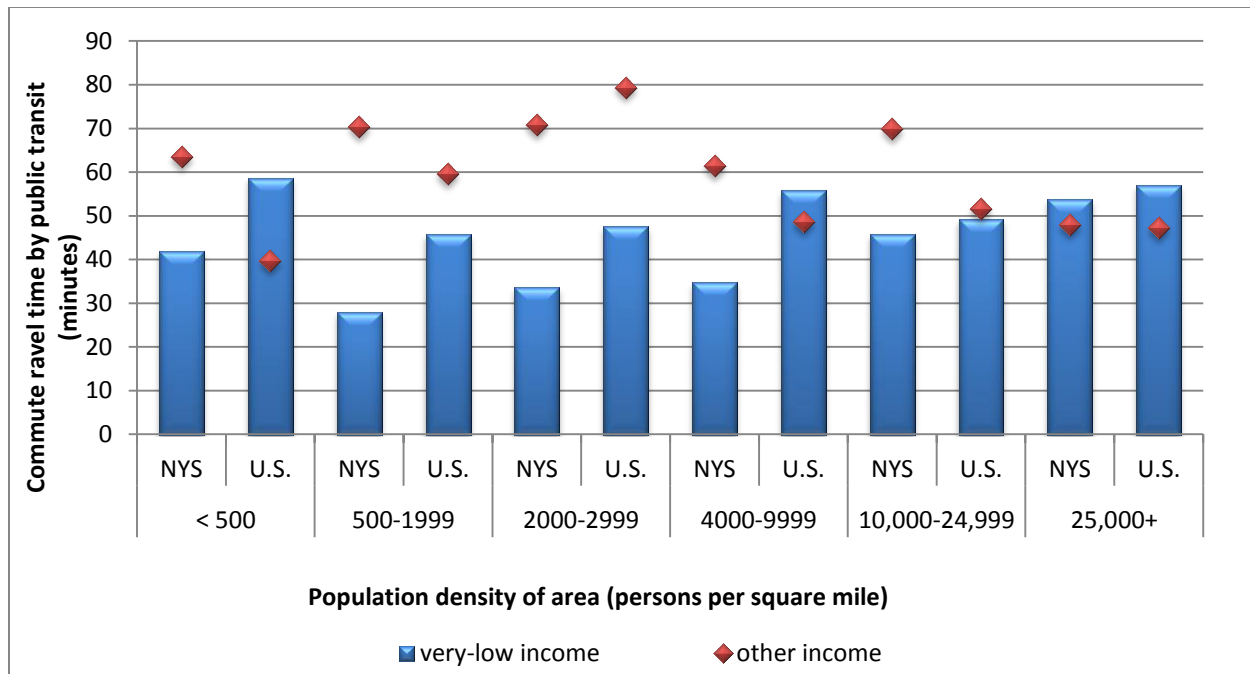 Commute ravel time by public transit
(minutes)
90
80
70
60
50
40
30
20
10
0
NYS U.S. NYS U.S. NYS U.S. NYS U.S. NYS U.S. NYS U.S.
< 500 500-1999 2000-2999 4000-9999 10,000-24,999 25,000+
Population density of area (persons per square mile)
very-low income other income